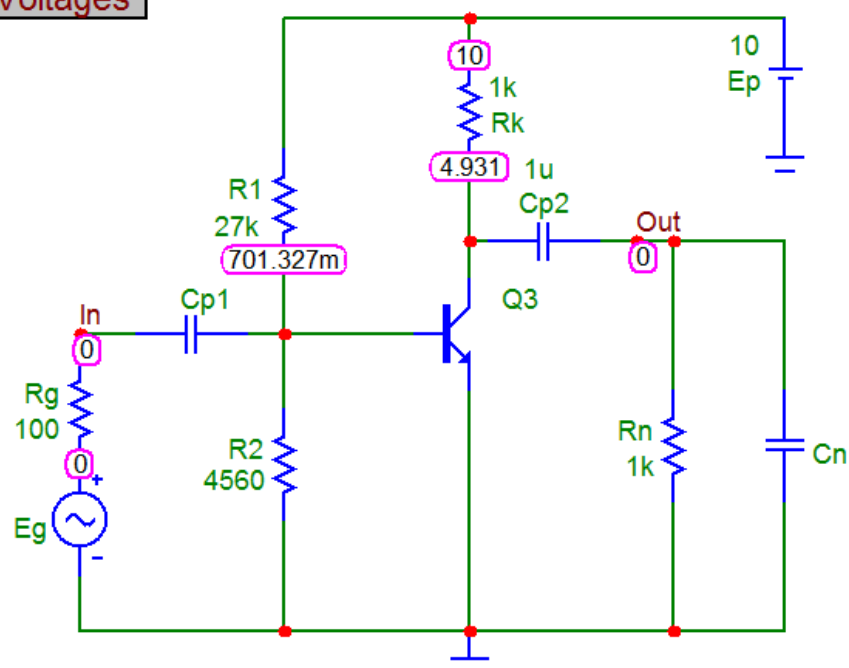 10
1k
Rk
4.931
1u
Cp2
10
Ep
R1
27k
701.327m
Out
0
Q3
Cp1
In
0
Rg
100
0
+
Eg
-
R2
4560
Rn
1k
Cn